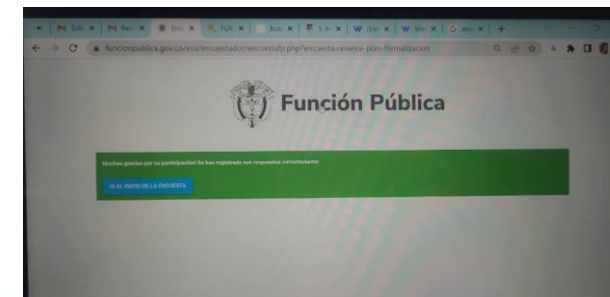 funcionpublica.gov.co/eva/encuestadoc/encuestafp.php?encuesta=avance-plan-formalizacion
Función Pública
Muchas gracias por su participación! Se han registrado sus respuestas correctamente
IR AL INICIO DE LA ENCUESTA